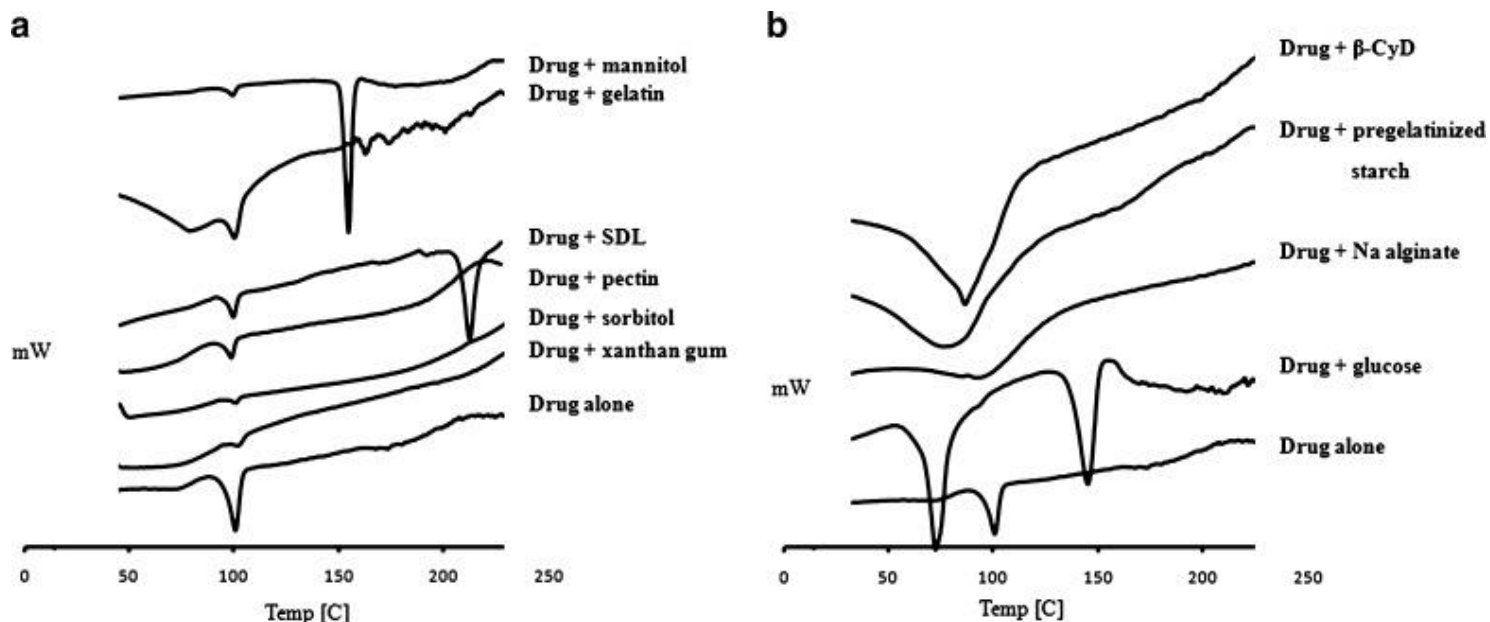 a
Drug + mannitol
Drug + gelatin
Drug + SDL
Drug + pectin
Drug + sorbitol
Drug + xanthan gum
Drug alone
mW
0 50 100 150 200 250
Temp [C]
b
Drug + β-CyD
Drug + pregelatinized
starch
Drug + Na alginate
Drug + glucose
Drug alone
mW
0 50 100 150 200 250
Temp [C]